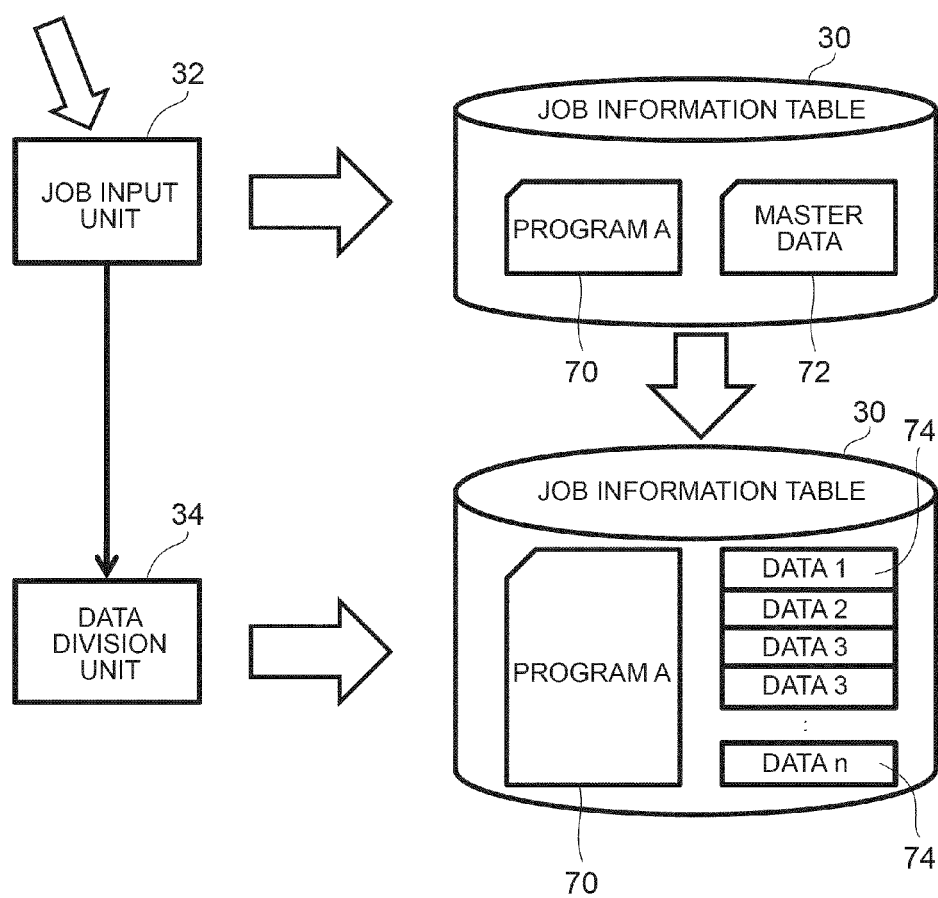 32
JOB INPUT
UNIT
30
JOB INFORMATION TABLE
PROGRAM A
MASTER
DATA
70
72
34
DATA
DIVISION
UNIT
30
74
JOB INFORMATION TABLE
PROGRAM A
DATA 1
DATA 2
DATA 3
DATA 3
:
DATA n
70
74